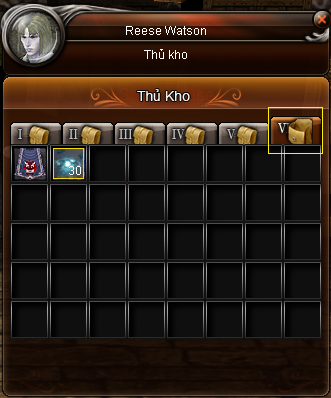 Reese Watson
Thủ kho
Thủ Kho
I II III IV V V
30